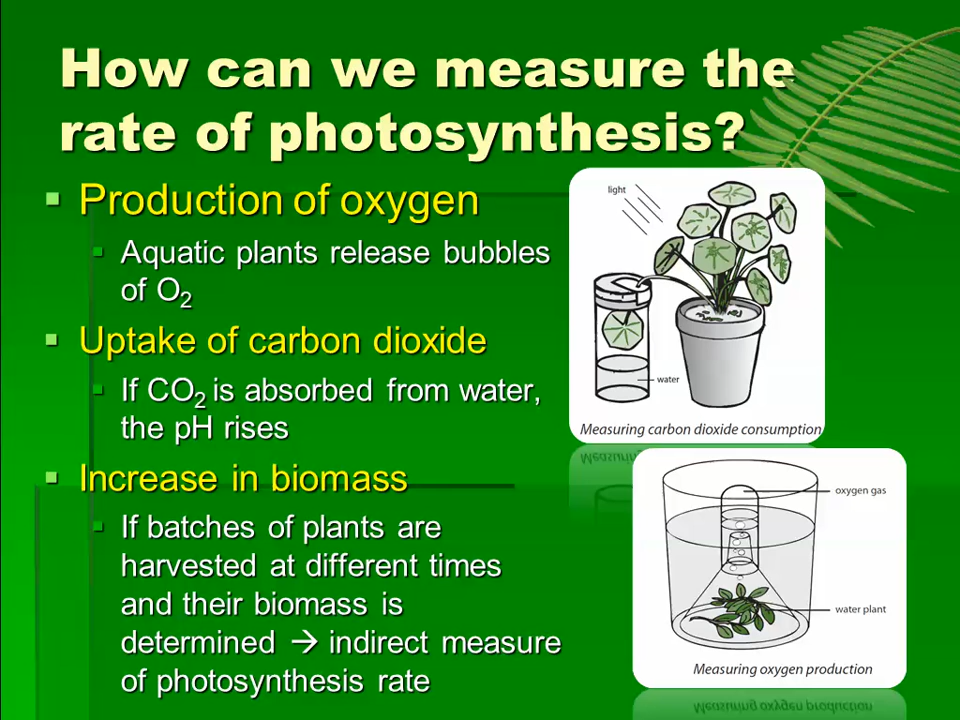 How can we measure the
rate of photosynthesis?
Production of oxygen
Aquatic plants release bubbles
of O₂
Uptake of carbon dioxide
If CO₂ is absorbed from water,
the pH rises
Increase in biomass
If batches of plants are
harvested at different times
and their biomass is
determined → indirect measure
of photosynthesis rate
light
water
Measuring carbon dioxide consumption
oxygen gas
water plant
Measuring oxygen production